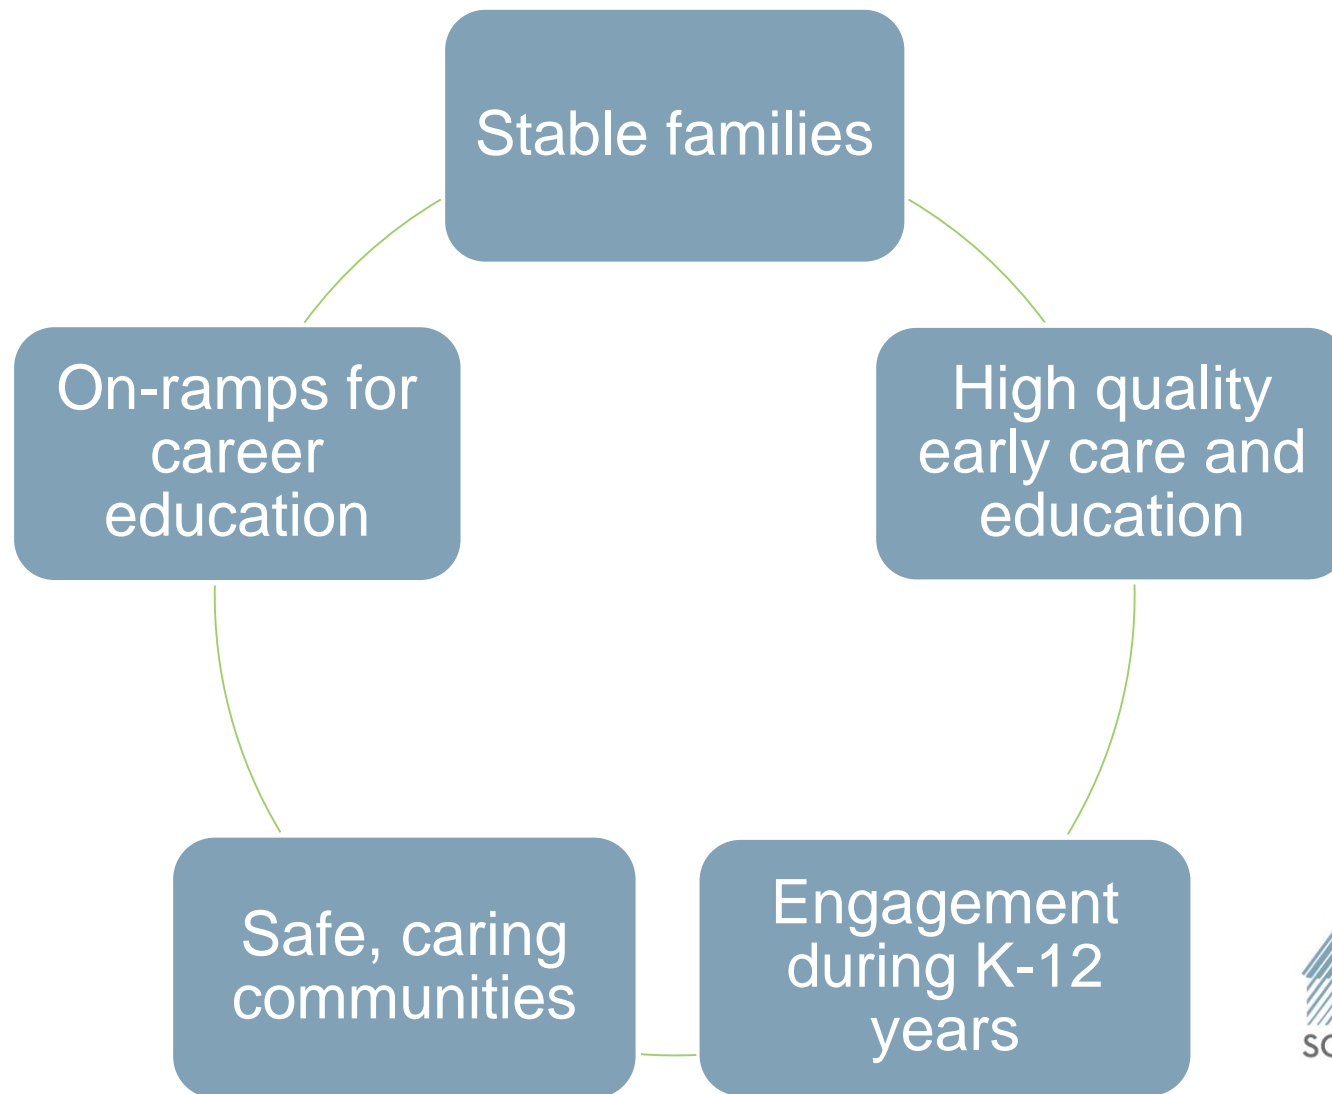 Stable families
High quality
early care and
education
Engagement
during K-12
years
Safe, caring
communities
On-ramps for
career
education